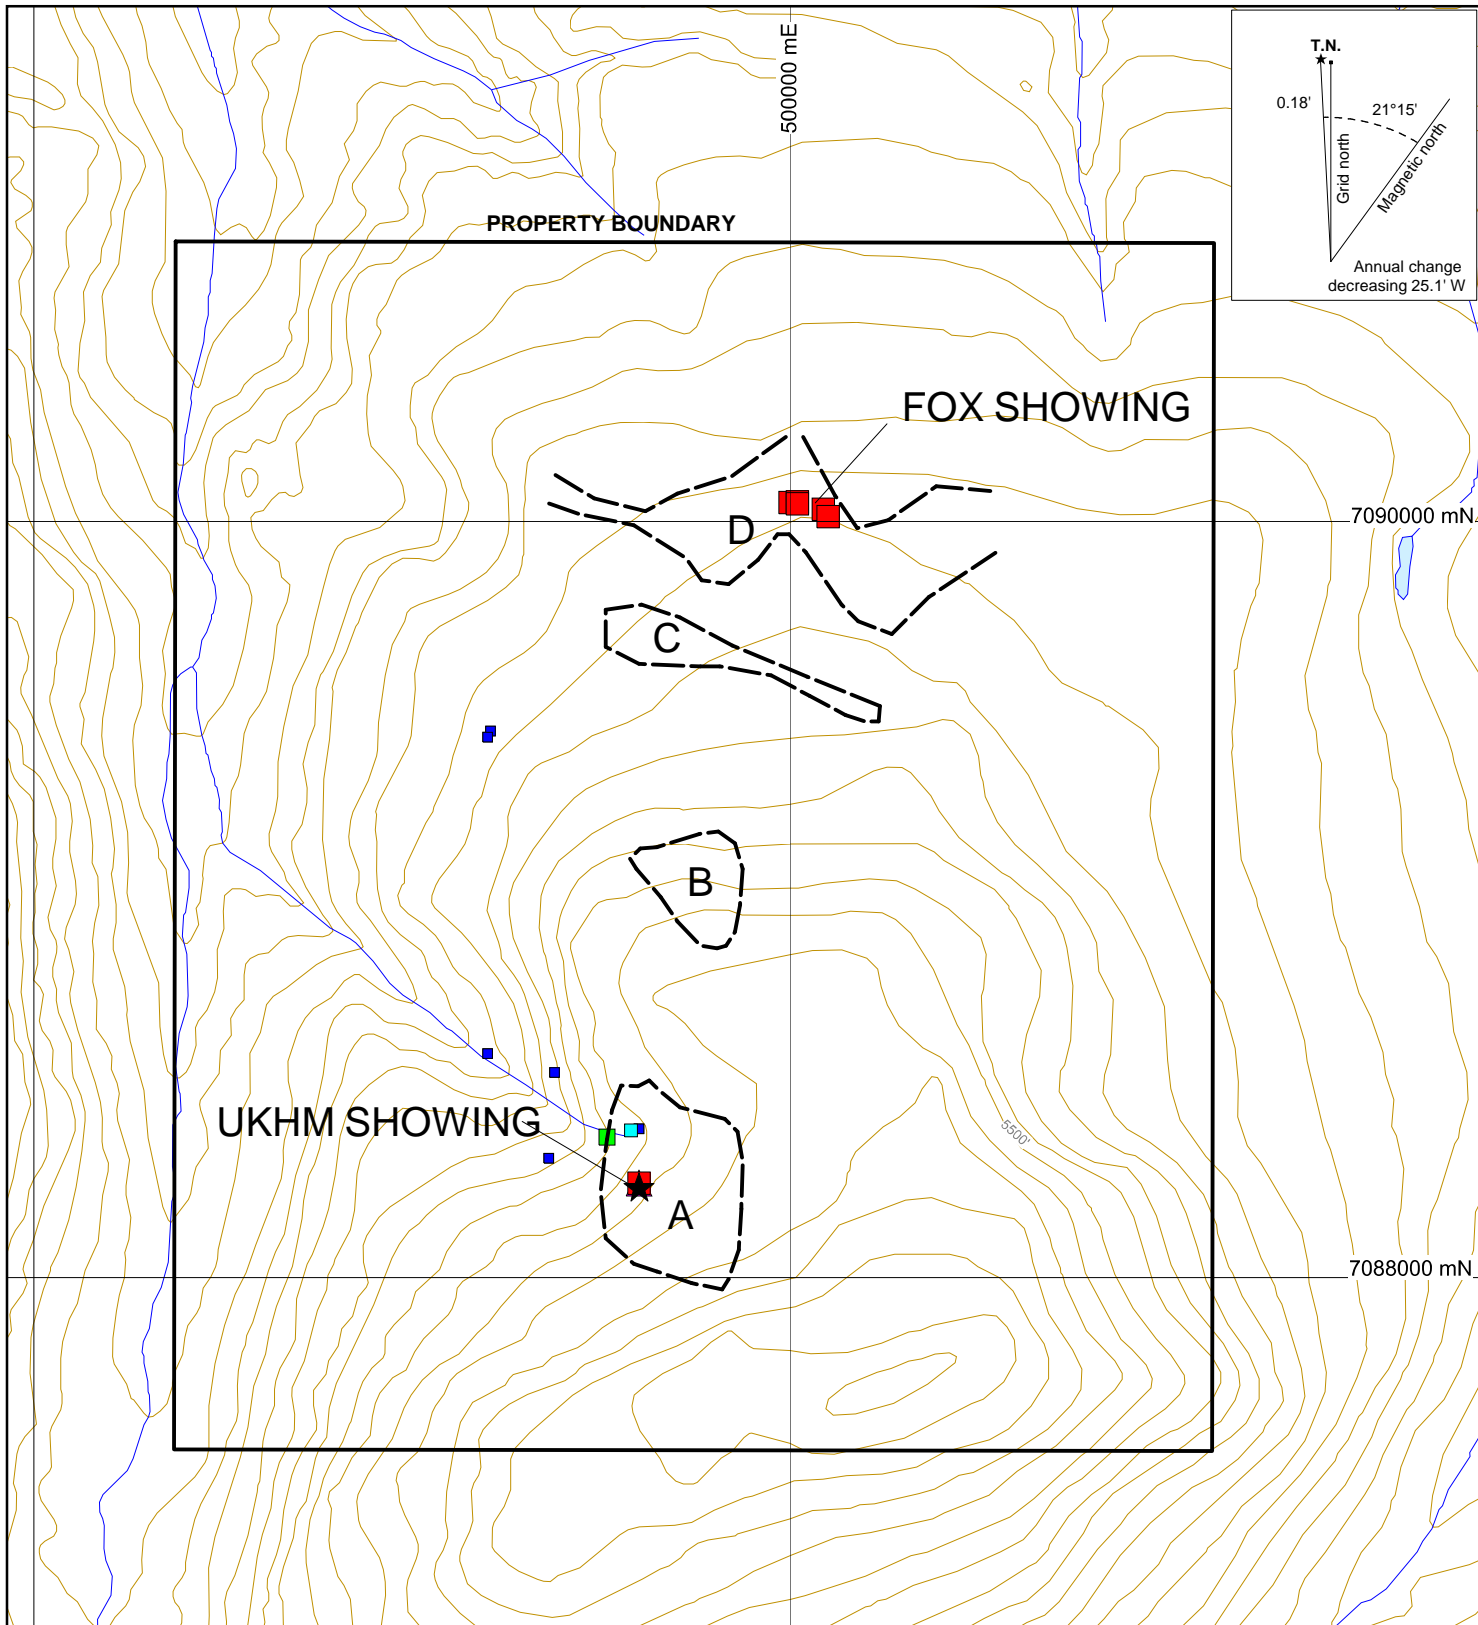 500000 mE
T.N.
0.18'
21°15'
Grid north
Magnetic north
Annual change
decreasing 25.1' W
PROPERTY BOUNDARY
FOX SHOWING
7090000 mN
D
C
B
UKHM SHOWING
5500'
A
7088000 mN